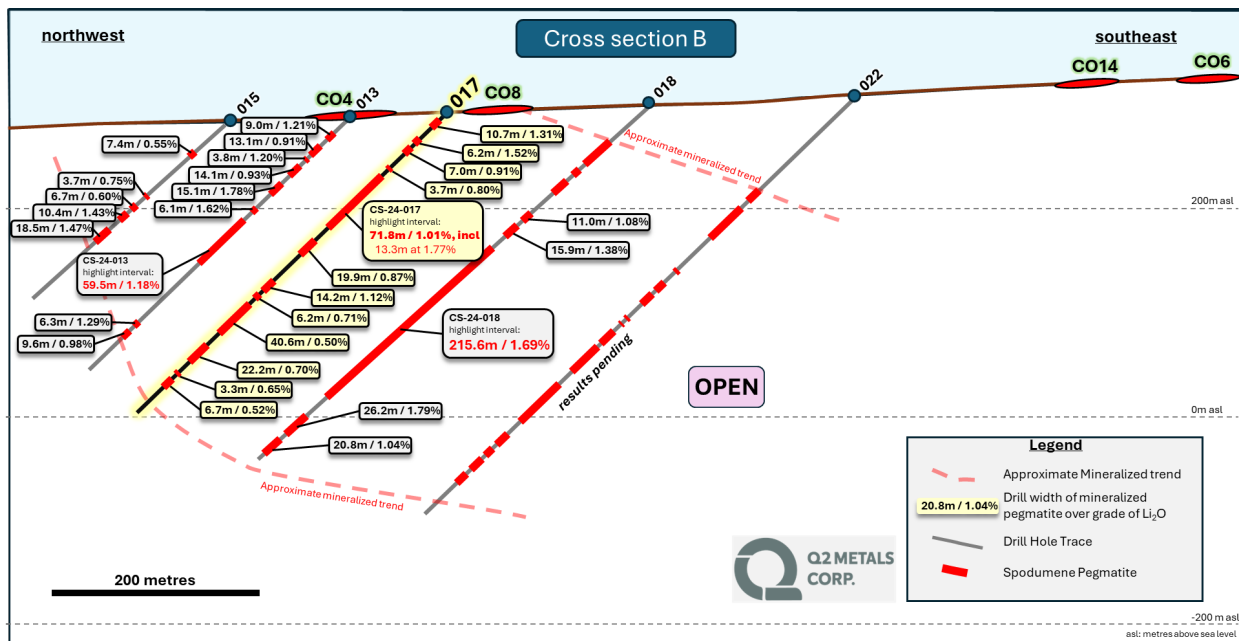 Cross section B
northwest
southeast
015
CO4
013
017
CO8
018
022
CO14
CO6
7.4m / 0.55%
3.7m / 0.75%
6.7m / 0.60%
10.4m / 1.43%
18.5m / 1.47%
9.0m / 1.21%
13.1m / 0.91%
3.8m / 1.20%
14.1m / 0.93%
15.1m / 1.78%
6.1m / 1.62%
CS-24-013
highlight interval:
59.5m / 1.18%
6.3m / 1.29%
9.6m / 0.98%
10.7m / 1.31%
6.2m / 1.52%
7.0m / 0.91%
3.7m / 0.80%
CS-24-017
highlight interval:
71.8m / 1.01%, incl
13.3m at 1.77%
19.9m / 0.87%
14.2m / 1.12%
6.2m / 0.71%
40.6m / 0.50%
22.2m / 0.70%
3.3m / 0.65%
6.7m / 0.52%
11.0m / 1.08%
15.9m / 1.38%
CS-24-018
highlight interval:
215.6m / 1.69%
26.2m / 1.79%
20.8m / 1.04%
results pending
OPEN
Approximate mineralized trend
Approximate mineralized trend
200m asl
0m asl
-200 m asl
asl: metres above sea level
200 metres
Q2 METALS
CORP.
Legend
Approximate Mineralized trend
20.8m / 1.04%
Drill width of mineralized
pegmatite over grade of Li₂O
Drill Hole Trace
Spodumene Pegmatite